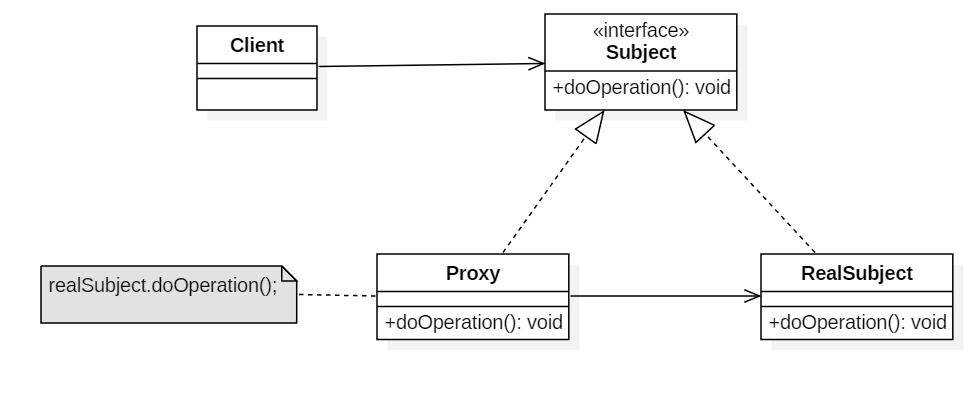 Client
«interface»
Subject
+doOperation(): void
realSubject.doOperation();
Proxy
+doOperation(): void
RealSubject
+doOperation(): void